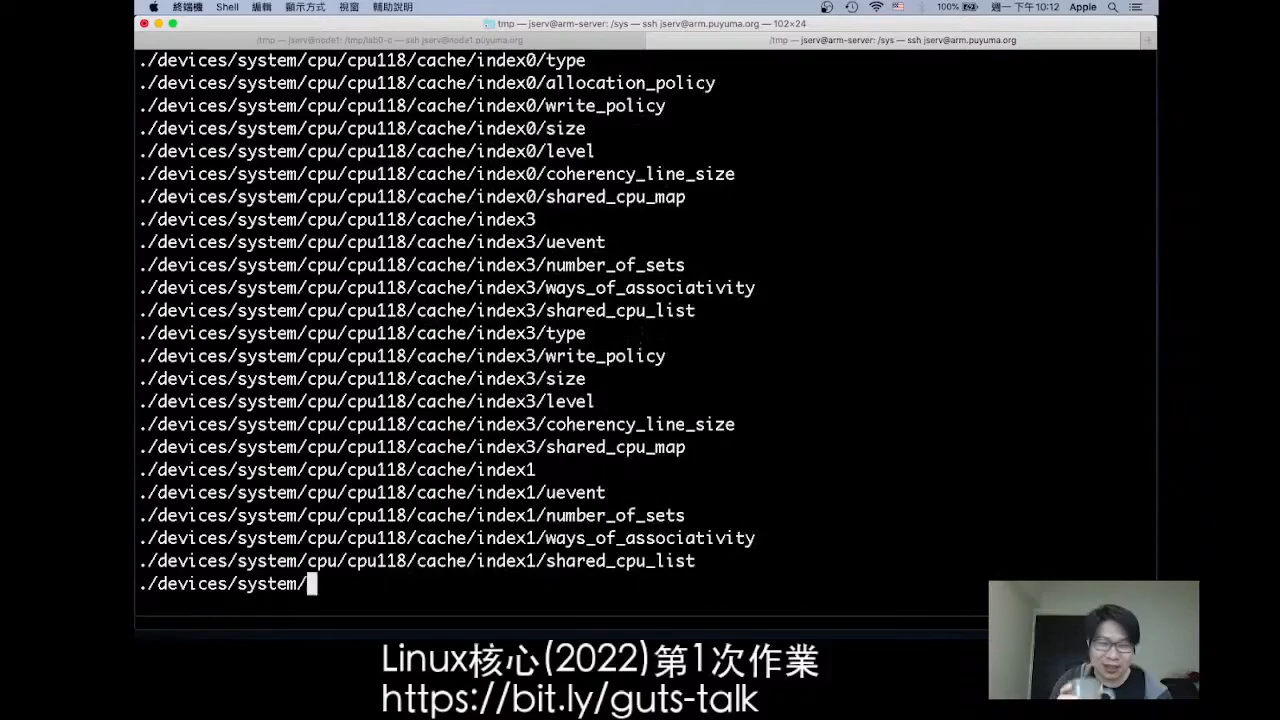 終端機 Shell 編輯 顯示方式 視窗 輔助說明 100% 週一 下午10:12 Apple
tmp — jserv@arm-server: /sys — ssh jserv@arm.puyuma.org — 102×24
/tmp — jserv@node1: /tmp/lab0-c — ssh jserv@node1.puyuma.org /tmp — jserv@arm-server: /sys — ssh jserv@arm.puyuma.org
./devices/system/cpu/cpu118/cache/index0/type
./devices/system/cpu/cpu118/cache/index0/allocation_policy
./devices/system/cpu/cpu118/cache/index0/write_policy
./devices/system/cpu/cpu118/cache/index0/size
./devices/system/cpu/cpu118/cache/index0/level
./devices/system/cpu/cpu118/cache/index0/coherency_line_size
./devices/system/cpu/cpu118/cache/index0/shared_cpu_map
./devices/system/cpu/cpu118/cache/index3
./devices/system/cpu/cpu118/cache/index3/uevent
./devices/system/cpu/cpu118/cache/index3/number_of_sets
./devices/system/cpu/cpu118/cache/index3/ways_of_associativity
./devices/system/cpu/cpu118/cache/index3/shared_cpu_list
./devices/system/cpu/cpu118/cache/index3/type
./devices/system/cpu/cpu118/cache/index3/write_policy
./devices/system/cpu/cpu118/cache/index3/size
./devices/system/cpu/cpu118/cache/index3/level
./devices/system/cpu/cpu118/cache/index3/coherency_line_size
./devices/system/cpu/cpu118/cache/index3/shared_cpu_map
./devices/system/cpu/cpu118/cache/index1
./devices/system/cpu/cpu118/cache/index1/uevent
./devices/system/cpu/cpu118/cache/index1/number_of_sets
./devices/system/cpu/cpu118/cache/index1/ways_of_associativity
./devices/system/cpu/cpu118/cache/index1/shared_cpu_list
./devices/system/
Linux核心(2022)第1次作業
https://bit.ly/guts-talk